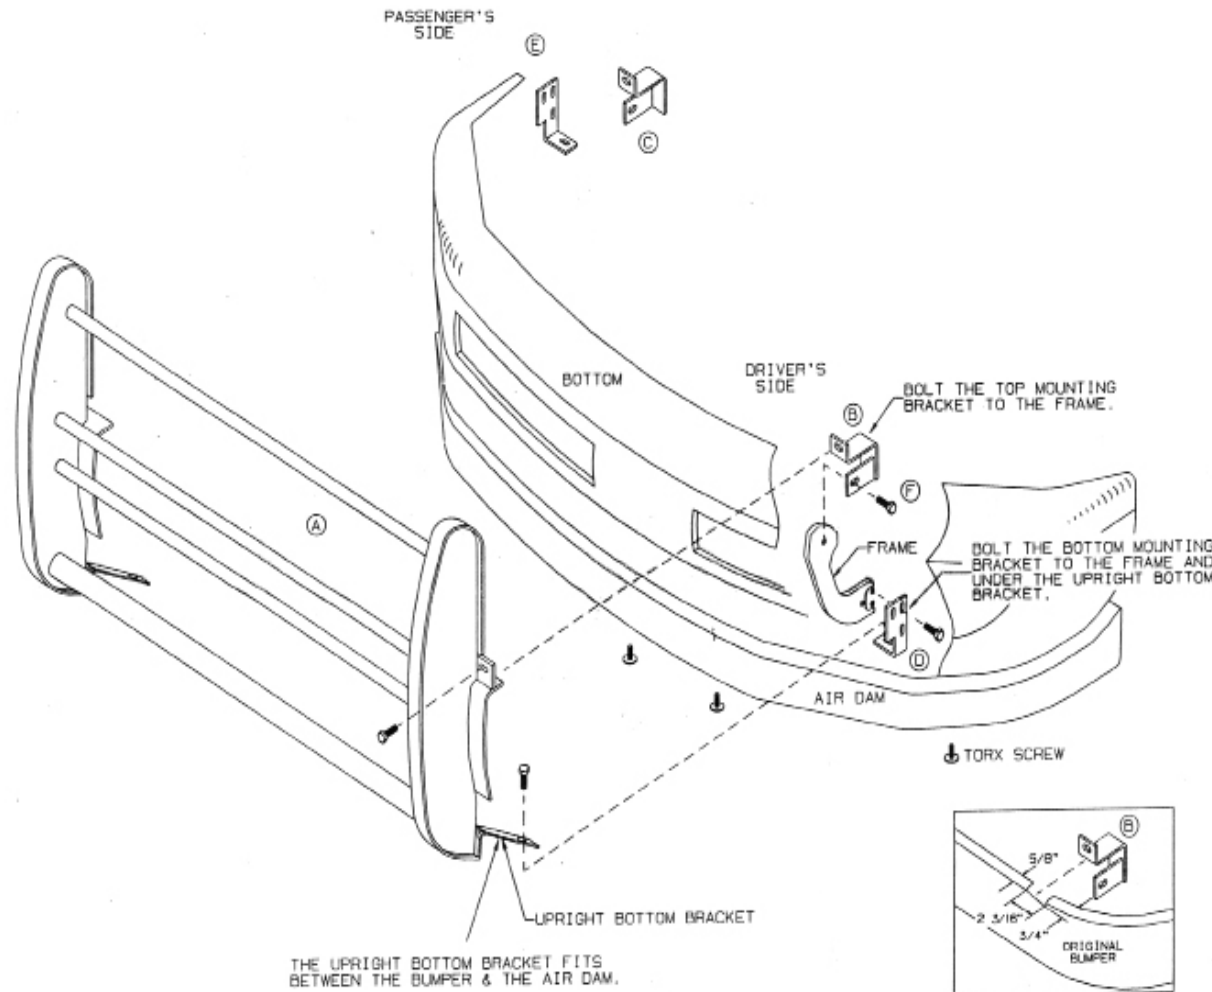 PASSENGER'S
SIDE
E
C
BOTTOM
DRIVER'S
SIDE
B
BOLT THE TOP MOUNTING
BRACKET TO THE FRAME.
F
A
FRAME
BOLT THE BOTTOM MOUNTING
BRACKET TO THE FRAME AND
UNDER THE UPRIGHT BOTTOM
BRACKET.
D
AIR DAM
TORX SCREW
B
5/8"
2 3/16"
3/4"
ORIGINAL
BUMPER
UPRIGHT BOTTOM BRACKET
THE UPRIGHT BOTTOM BRACKET FITS
BETWEEN THE BUMPER & THE AIR DAM.